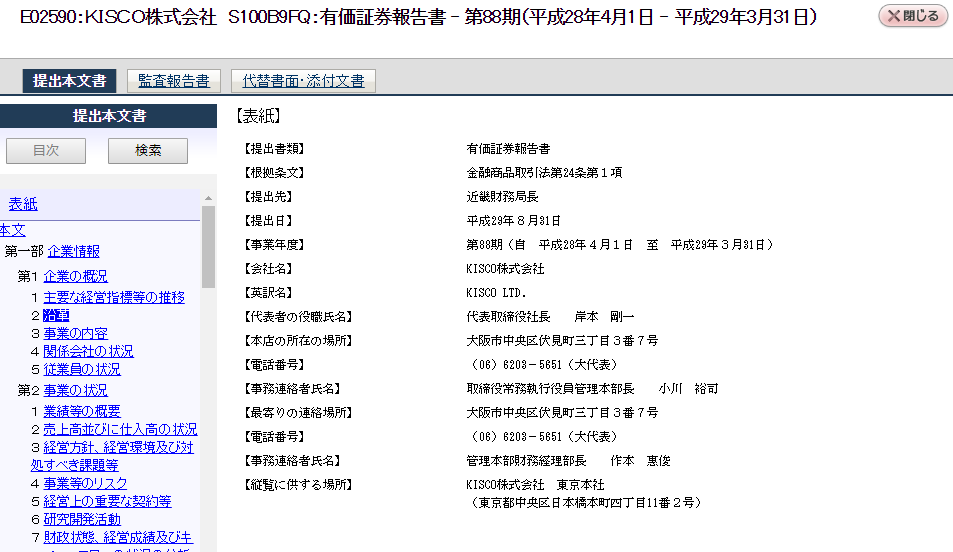 E02590:KISCO株式会社 S100B9FQ:有価証券報告書 - 第88期(平成28年4月1日 - 平成29年3月31日)
×閉じる
提出本文書 監査報告書 代替書面・添付文書
提出本文書
目次 検索
表紙
本文
第一部 企業情報
第1 企業の概況
1 主要な経営指標等の推移
2 沿革
3 事業の内容
4 関係会社の状況
5 従業員の状況
第2 事業の状況
1 業績等の概要
2 売上高並びに仕入高の状況
3 経営方針、経営環境及び対
処すべき課題等
4 事業等のリスク
5 経営上の重要な契約等
6 研究開発活動
7 財政状態、経営成績及びキ
【表紙】
【提出書類】 有価証券報告書
【根拠条文】 金融商品取引法第24条第1項
【提出先】 近畿財務局長
【提出日】 平成29年8月31日
【事業年度】 第88期(自 平成28年4月1日 至 平成29年3月31日)
【会社名】 KISCO株式会社
【英訳名】 KISCO LTD.
【代表者の役職氏名】 代表取締役社長 岸本 剛一
【本店の所在の場所】 大阪市中央区伏見町三丁目3番7号
【電話番号】 (06)6203-5651(大代表)
【事務連絡者氏名】 取締役常務執行役員管理本部長 小川 裕司
【最寄りの連絡場所】 大阪市中央区伏見町三丁目3番7号
【電話番号】 (06)6203-5651(大代表)
【事務連絡者氏名】 管理本部財務経理部長 作本 恵俊
【縦覧に供する場所】 KISCO株式会社 東京本社
(東京都中央区日本橋本町四丁目11番2号)